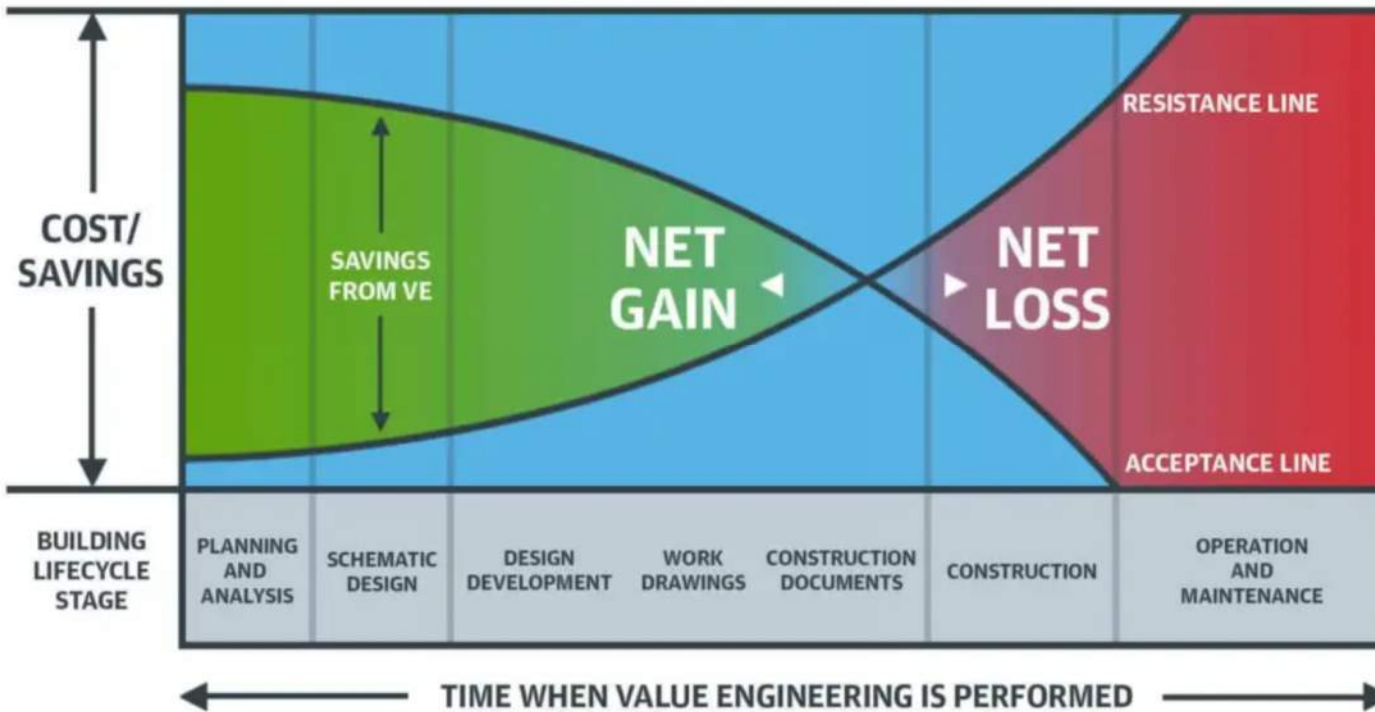 COST/
SAVINGS
SAVINGS
FROM VE
NET
GAIN
NET
LOSS
RESISTANCE LINE
ACCEPTANCE LINE
BUILDING
LIFECYCLE
STAGE
PLANNING
AND
ANALYSIS
SCHEMATIC
DESIGN
DESIGN
DEVELOPMENT
WORK
DRAWINGS
CONSTRUCTION
DOCUMENTS
CONSTRUCTION
OPERATION
AND
MAINTENANCE
TIME WHEN VALUE ENGINEERING IS PERFORMED